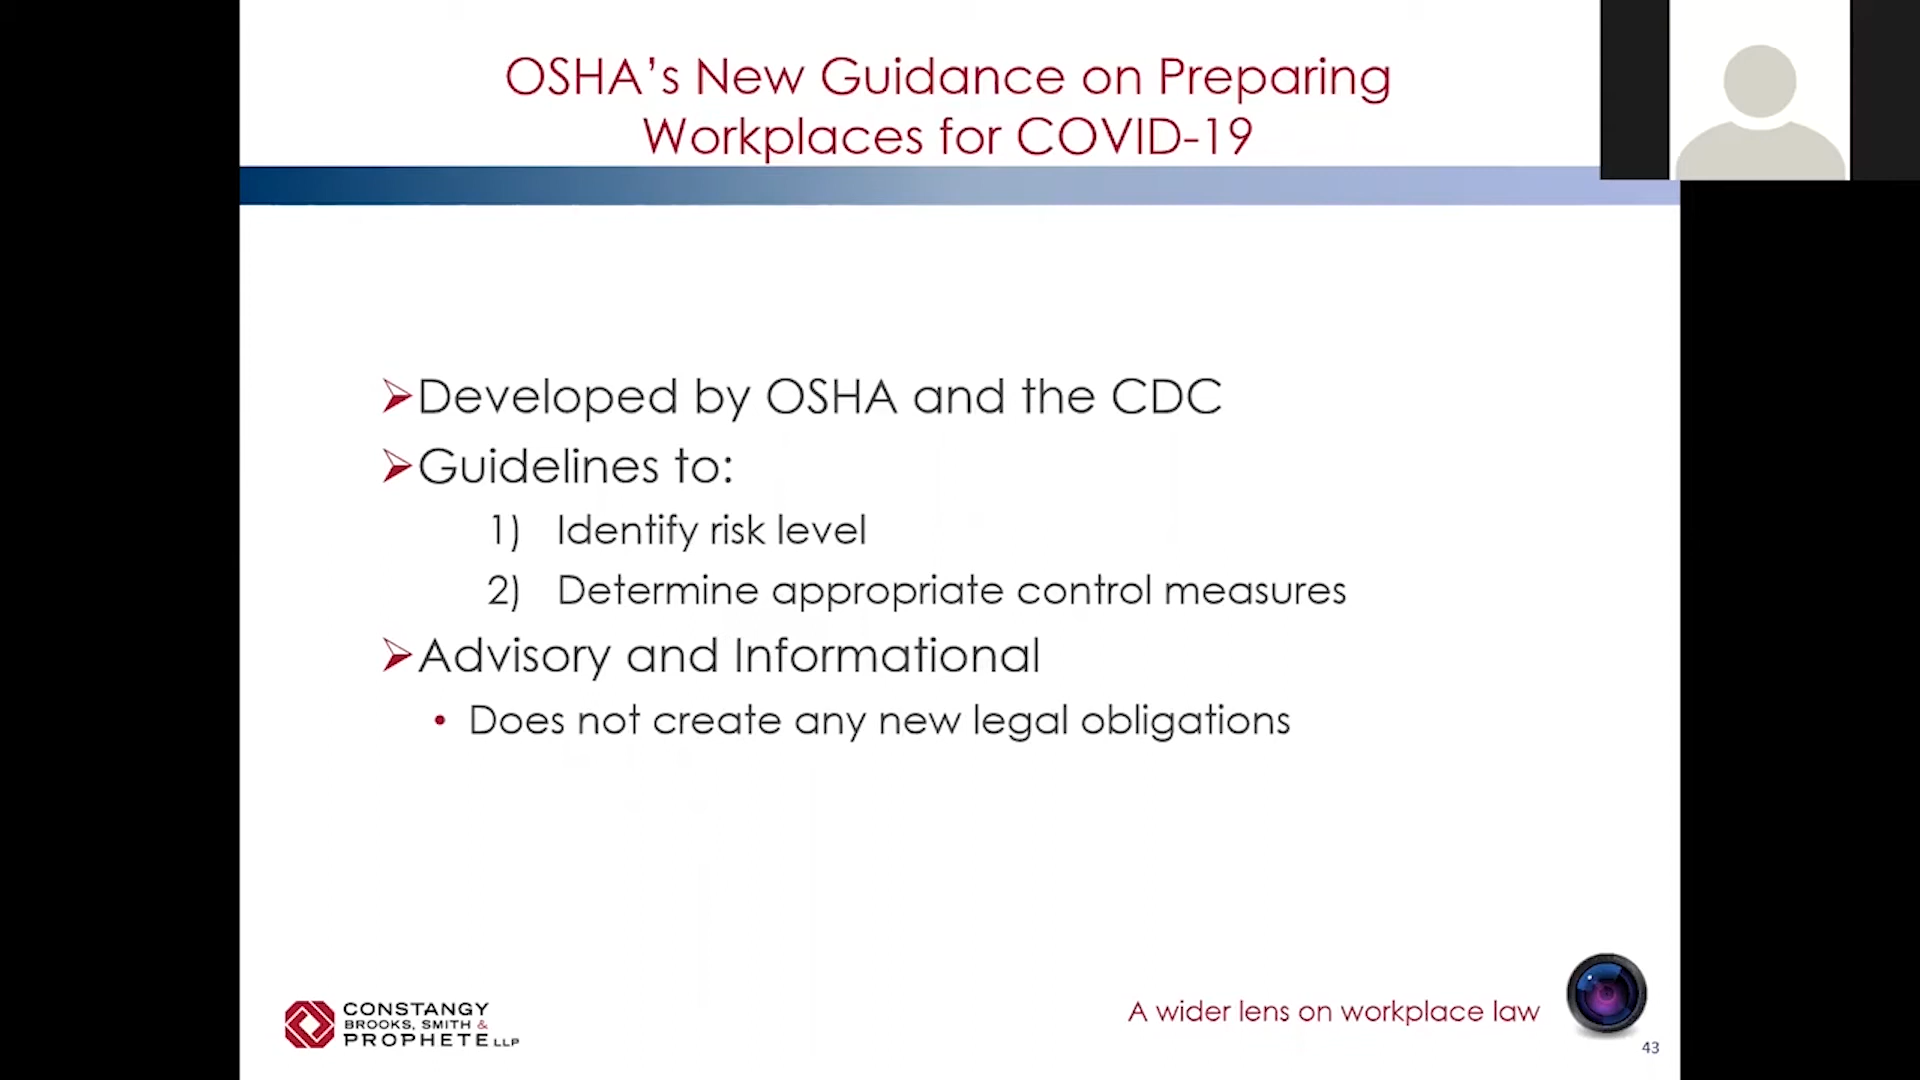 OSHA’s New Guidance on Preparing
Workplaces for COVID-19
Developed by OSHA and the CDC
Guidelines to:
1) Identify risk level
2) Determine appropriate control measures
Advisory and Informational
• Does not create any new legal obligations
CONSTANGY
BROOKS, SMITH &
PROPHETE LLP
A wider lens on workplace law
43